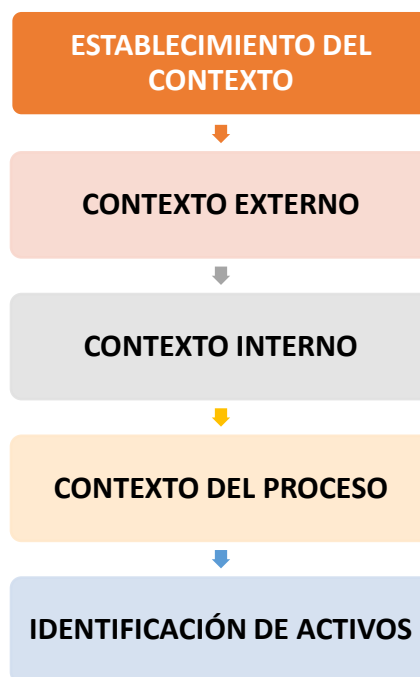 ESTABLECIMIENTO DEL
CONTEXTO
CONTEXTO EXTERNO
CONTEXTO INTERNO
CONTEXTO DEL PROCESO
IDENTIFICACIÓN DE ACTIVOS